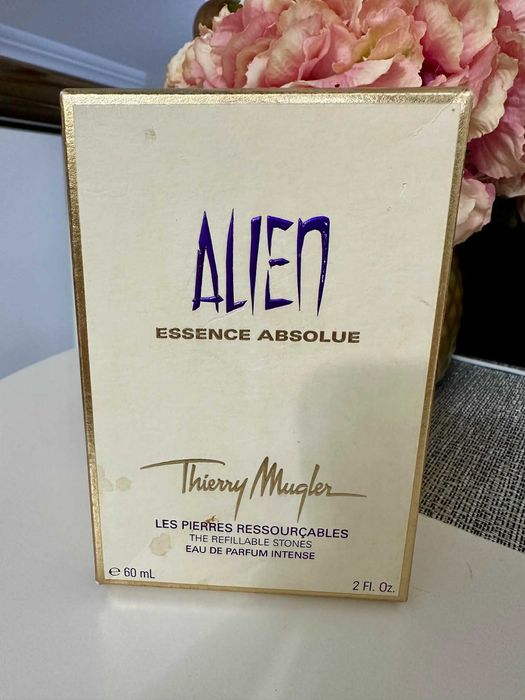 ALIEN
ESSENCE ABSOLUE
Thierry Mugler
LES PIERRES RESSOURÇABLES
THE REFILLABLE STONES
EAU DE PARFUM INTENSE
℮ 60 mL 2 Fl. Oz.